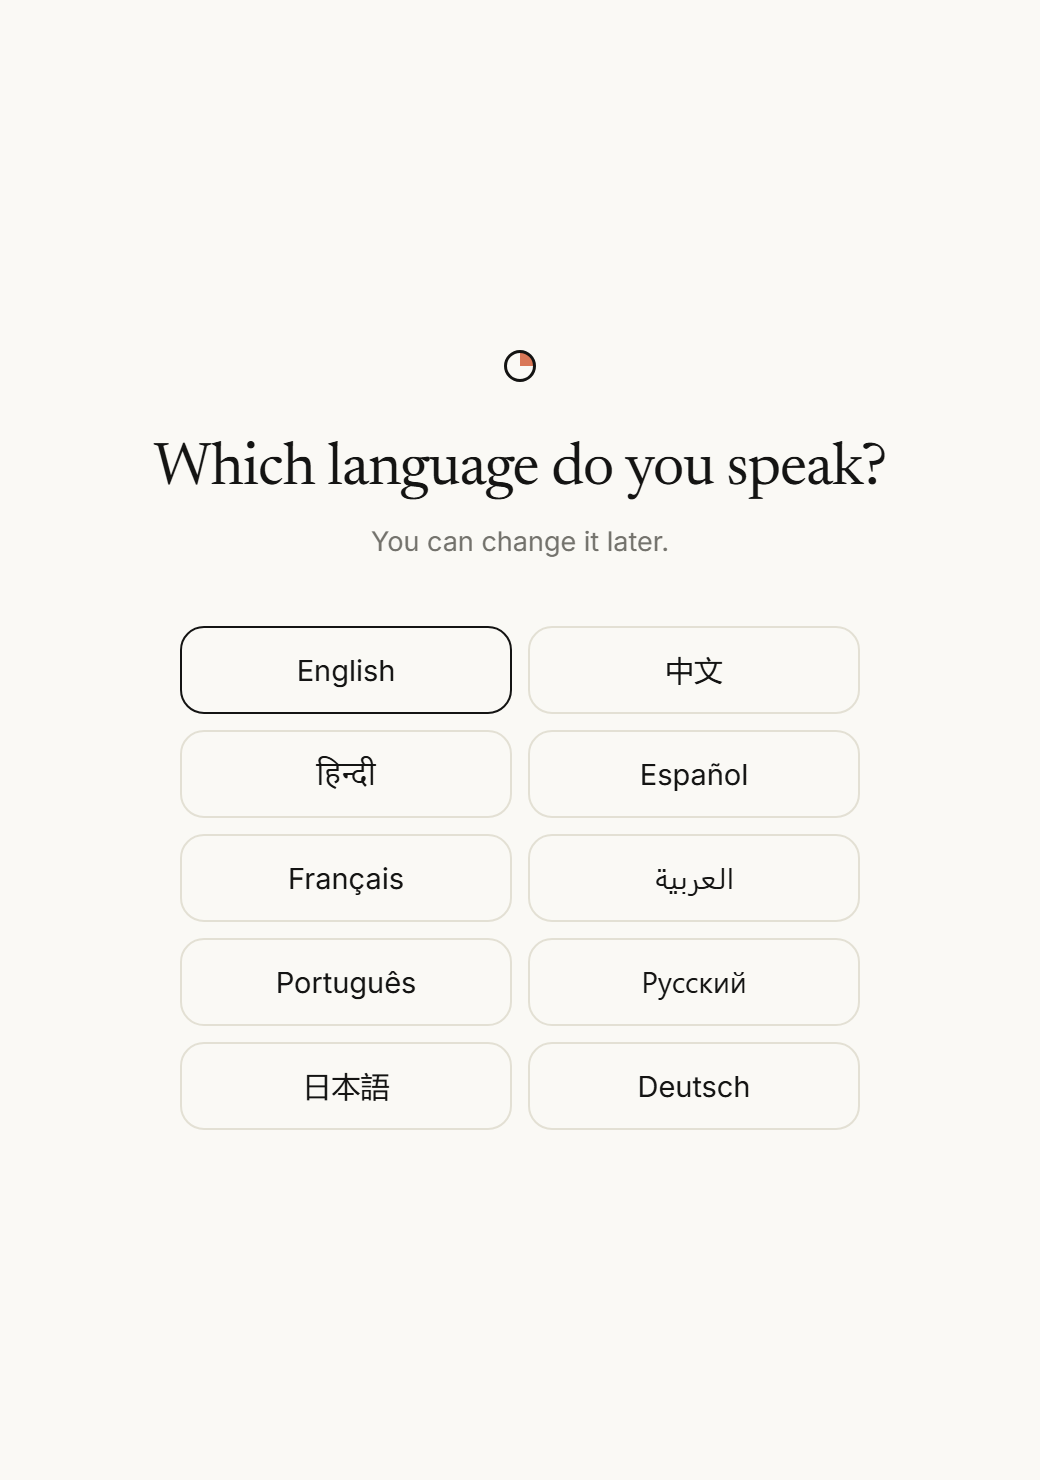 Which language do you speak?
You can change it later.
English
中文
हिन्दी
Español
Français
العربية
Português
Русский
日本語
Deutsch